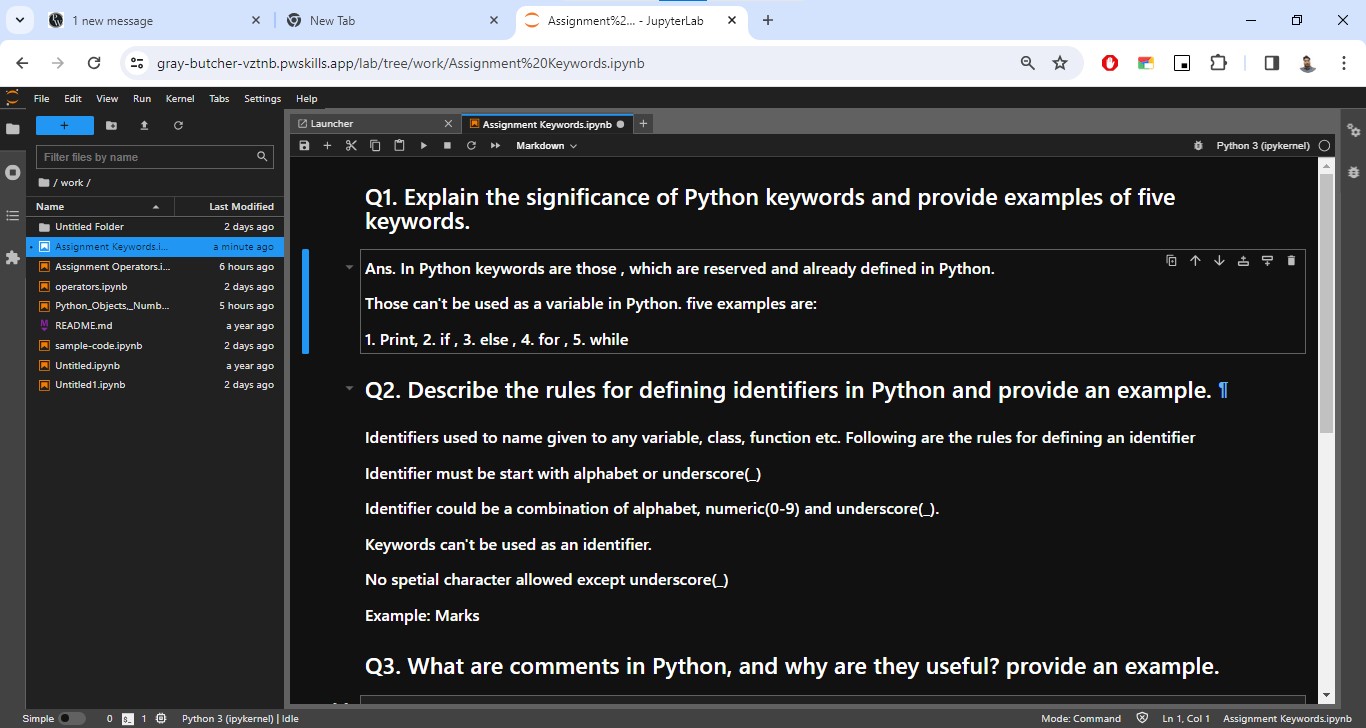 1 new message
New Tab
Assignment%2... - JupyterLab
gray-butcher-vztnb.pwskills.app/lab/tree/work/Assignment%20Keywords.ipynb
File Edit View Run Kernel Tabs Settings Help
Launcher
Assignment Keywords.ipynb
Markdown
Python 3 (ipykernel)
Filter files by name
/ work /
Name Last Modified
Untitled Folder 2 days ago
Assignment Keywords.i... a minute ago
Assignment Operators.i... 6 hours ago
operators.ipynb 2 days ago
Python_Objects,_Numb... 5 hours ago
README.md a year ago
sample-code.ipynb 2 days ago
Untitled.ipynb a year ago
Untitled1.ipynb 2 days ago
Q1. Explain the significance of Python keywords and provide examples of five
keywords.
Ans. In Python keywords are those , which are reserved and already defined in Python.
Those can't be used as a variable in Python. five examples are:
1. Print, 2. if , 3. else , 4. for , 5. while
Q2. Describe the rules for defining identifiers in Python and provide an example. ¶
Identifiers used to name given to any variable, class, function etc. Following are the rules for defining an identifier
Identifier must be start with alphabet or underscore(_)
Identifier could be a combination of alphabet, numeric(0-9) and underscore(_).
Keywords can't be used as an identifier.
No spetial character allowed except underscore(_)
Example: Marks
Q3. What are comments in Python, and why are they useful? provide an example.
Simple 0 1 Python 3 (ipykernel) | Idle Mode: Command Ln 1, Col 1 Assignment Keywords.ipynb